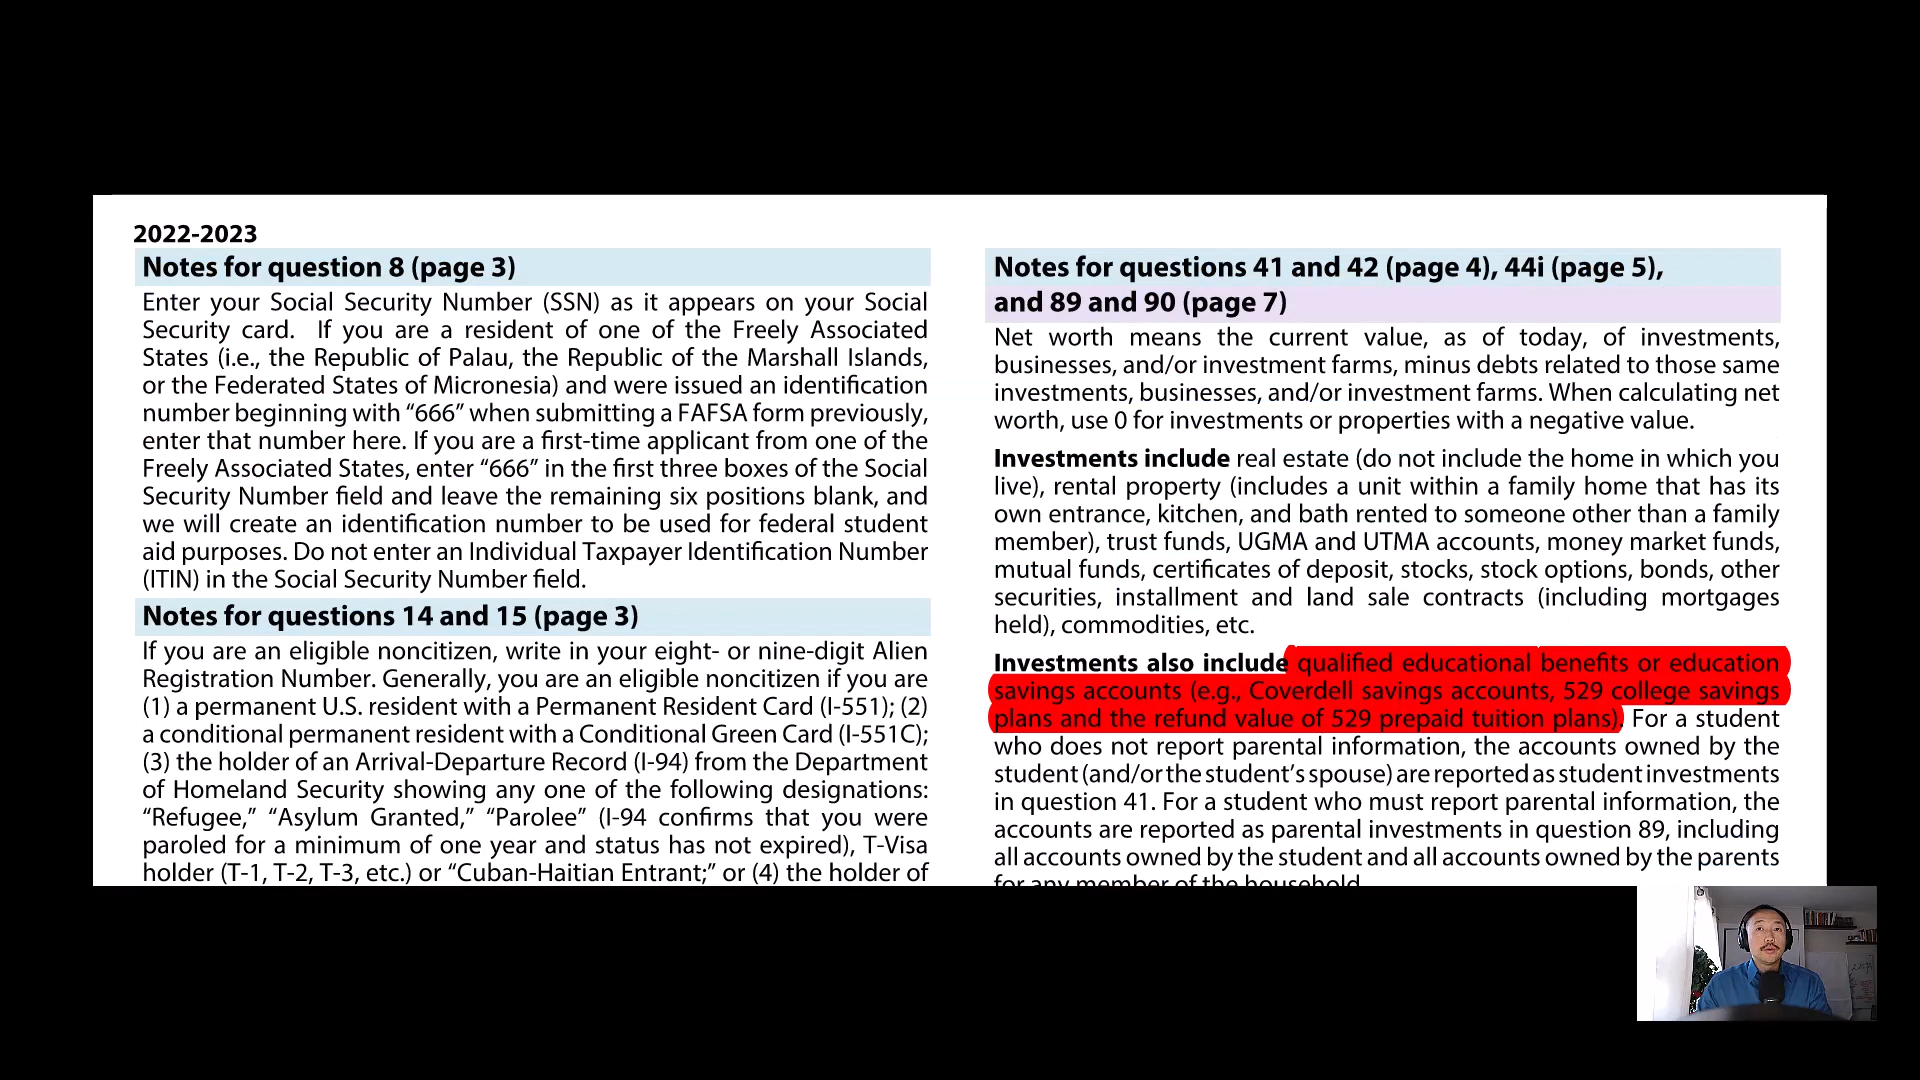 2022-2023
Notes for question 8 (page 3)
Enter your Social Security Number (SSN) as it appears on your Social
Security card. If you are a resident of one of the Freely Associated
States (i.e., the Republic of Palau, the Republic of the Marshall Islands,
or the Federated States of Micronesia) and were issued an identification
number beginning with “666” when submitting a FAFSA form previously,
enter that number here. If you are a first-time applicant from one of the
Freely Associated States, enter “666” in the first three boxes of the Social
Security Number field and leave the remaining six positions blank, and
we will create an identification number to be used for federal student
aid purposes. Do not enter an Individual Taxpayer Identification Number
(ITIN) in the Social Security Number field.
Notes for questions 14 and 15 (page 3)
If you are an eligible noncitizen, write in your eight- or nine-digit Alien
Registration Number. Generally, you are an eligible noncitizen if you are
(1) a permanent U.S. resident with a Permanent Resident Card (I-551); (2)
a conditional permanent resident with a Conditional Green Card (I-551C);
(3) the holder of an Arrival-Departure Record (I-94) from the Department
of Homeland Security showing any one of the following designations:
“Refugee,” “Asylum Granted,” “Parolee” (I-94 confirms that you were
paroled for a minimum of one year and status has not expired), T-Visa
holder (T-1, T-2, T-3, etc.) or “Cuban-Haitian Entrant;” or (4) the holder of
Notes for questions 41 and 42 (page 4), 44i (page 5),
and 89 and 90 (page 7)
Net worth means the current value, as of today, of investments,
businesses, and/or investment farms, minus debts related to those same
investments, businesses, and/or investment farms. When calculating net
worth, use 0 for investments or properties with a negative value.
Investments include real estate (do not include the home in which you
live), rental property (includes a unit within a family home that has its
own entrance, kitchen, and bath rented to someone other than a family
member), trust funds, UGMA and UTMA accounts, money market funds,
mutual funds, certificates of deposit, stocks, stock options, bonds, other
securities, installment and land sale contracts (including mortgages
held), commodities, etc.
Investments also include qualified educational benefits or education
savings accounts (e.g., Coverdell savings accounts, 529 college savings
plans and the refund value of 529 prepaid tuition plans). For a student
who does not report parental information, the accounts owned by the
student (and/or the student’s spouse) are reported as student investments
in question 41. For a student who must report parental information, the
accounts are reported as parental investments in question 89, including
all accounts owned by the student and all accounts owned by the parents
for any member of the household.